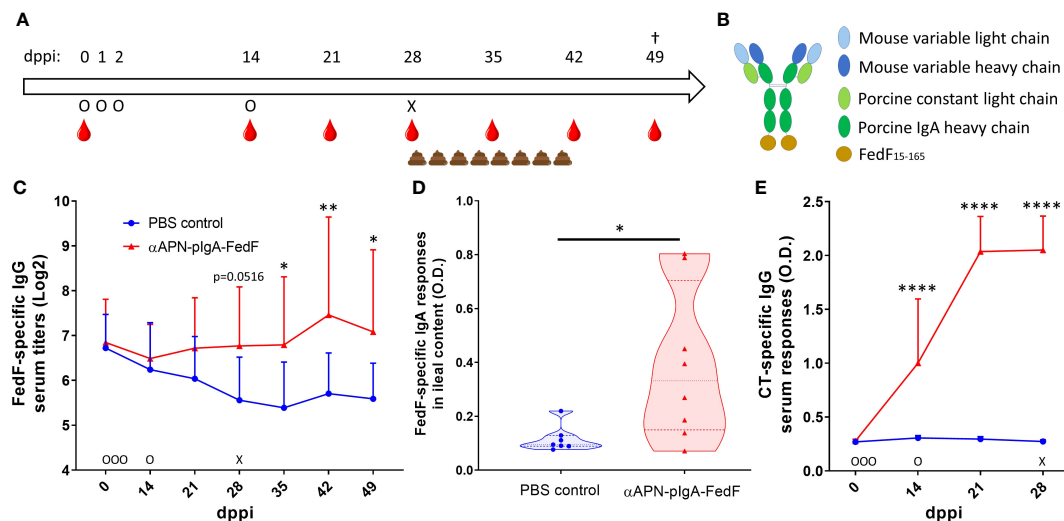 A
dppi: 0 1 2 14 21 28 35 42 49
†
O O O O X
B
Mouse variable light chain
Mouse variable heavy chain
Porcine constant light chain
Porcine IgA heavy chain
FedF15-165
C
FedF-specific IgG
serum titers (Log2)
10
9
8
7
6
5
4
PBS control
αAPN-pIgA-FedF
p=0.0516
*
**
*
OOO O X
0 14 21 28 35 42 49
dppi
D
FedF-specific IgA responses
in ileal content (O.D.)
1.0
0.8
0.6
0.4
0.2
0.0
*
PBS control αAPN-pIgA-FedF
E
CT-specific IgG
serum responses (O.D.)
2.5
2.0
1.5
1.0
0.5
0.0
****
****
****
OOO O X
0 14 21 28
dppi